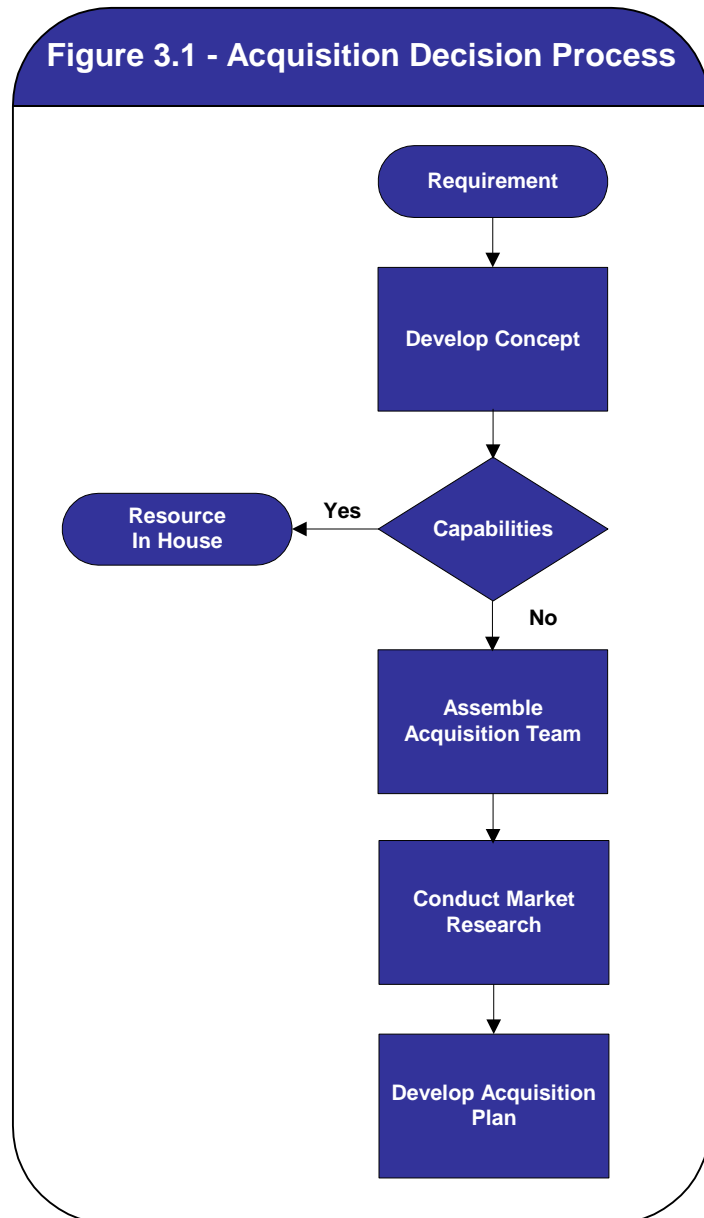 Figure 3.1 - Acquisition Decision Process
Requirement
Develop Concept
Capabilities
Yes
Resource
In House
No
Assemble
Acquisition Team
Conduct Market
Research
Develop Acquisition
Plan